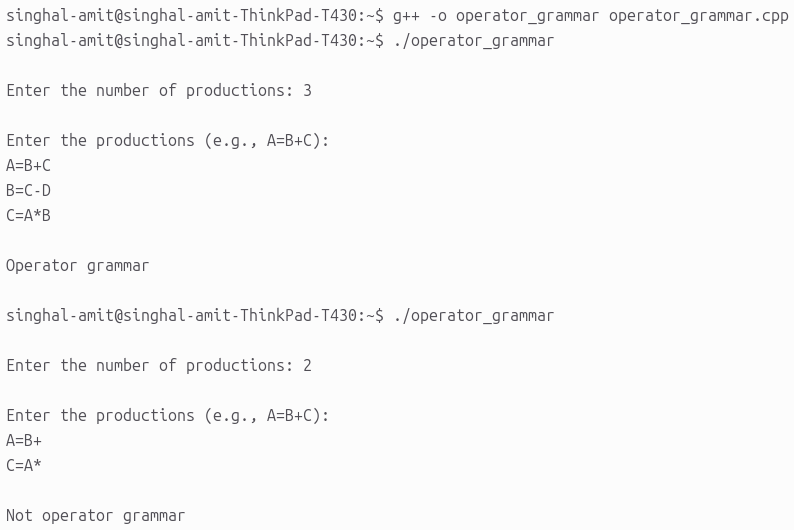 singhal-amit@singhal-amit-ThinkPad-T430:~$ g++ -o operator_grammar operator_grammar.cpp
singhal-amit@singhal-amit-ThinkPad-T430:~$ ./operator_grammar
Enter the number of productions: 3
Enter the productions (e.g., A=B+C):
A=B+C
B=C-D
C=A*B
Operator grammar
singhal-amit@singhal-amit-ThinkPad-T430:~$ ./operator_grammar
Enter the number of productions: 2
Enter the productions (e.g., A=B+C):
A=B+
C=A*
Not operator grammar